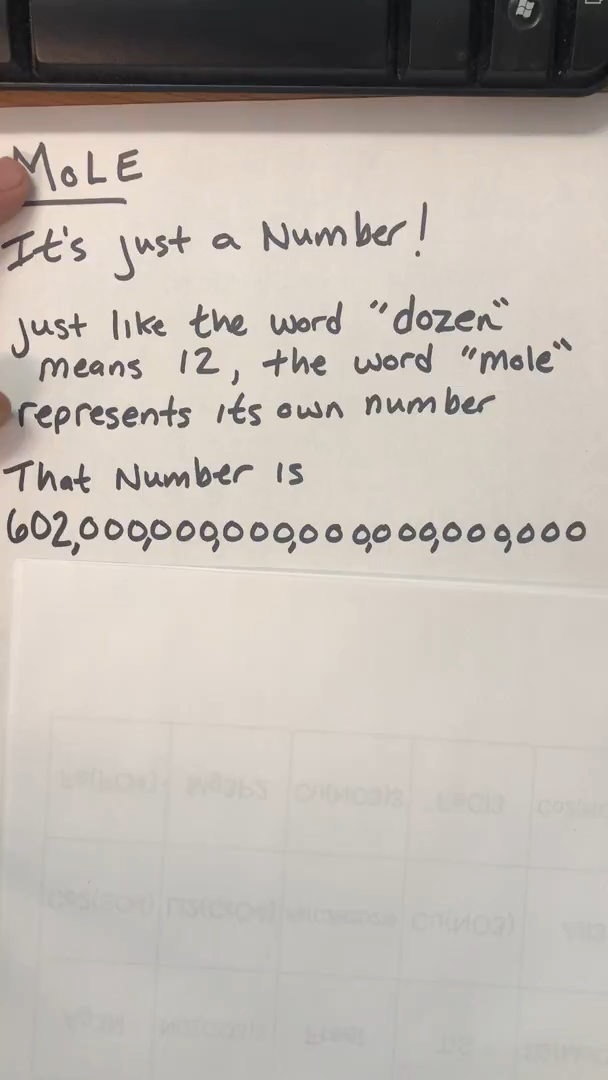 MOLE
It's just a Number!
just like the word "dozen"
means 12, the word "mole"
represents its own number
That Number is
602,000,000,000,000,000,000,000